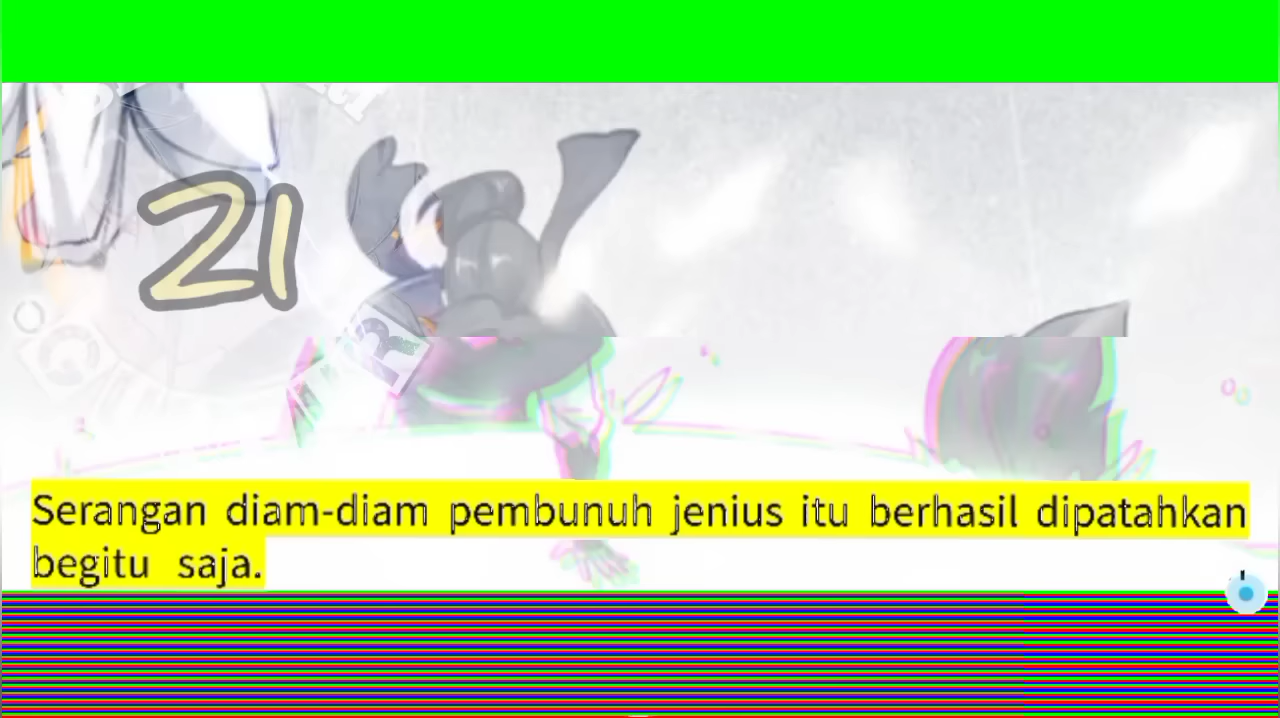 21
Serangan diam-diam pembunuh jenius itu berhasil dipatahkan
begitu saja.